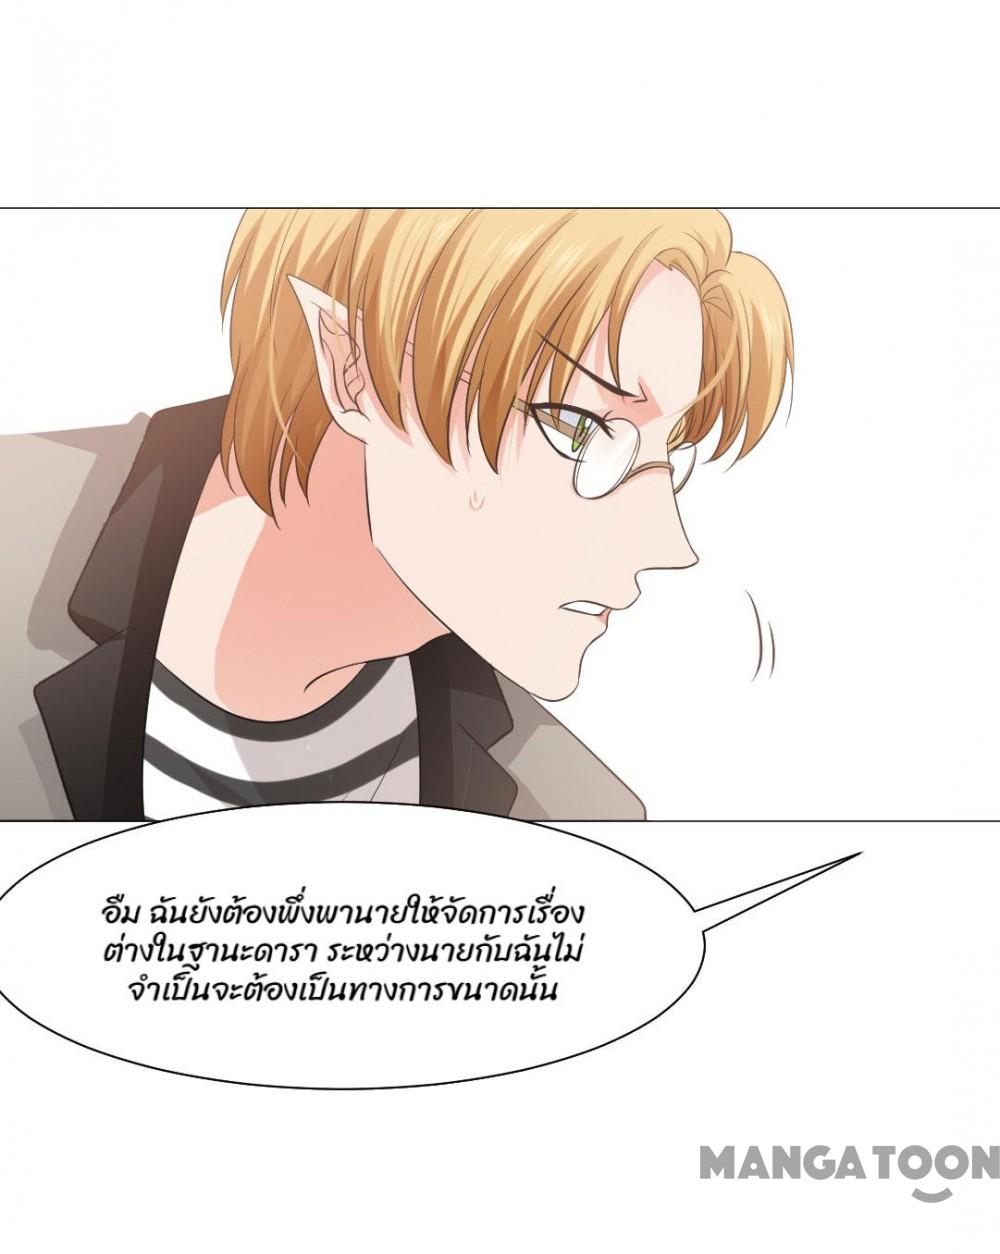 อืม ฉันยังต้องพึ่งพานายให้จัดการเรื่อง
ต่างในฐานะดารา ระหว่างนายกับฉันไม่
จำเป็นจะต้องเป็นทางการขนาดนั้น
MANGATOON